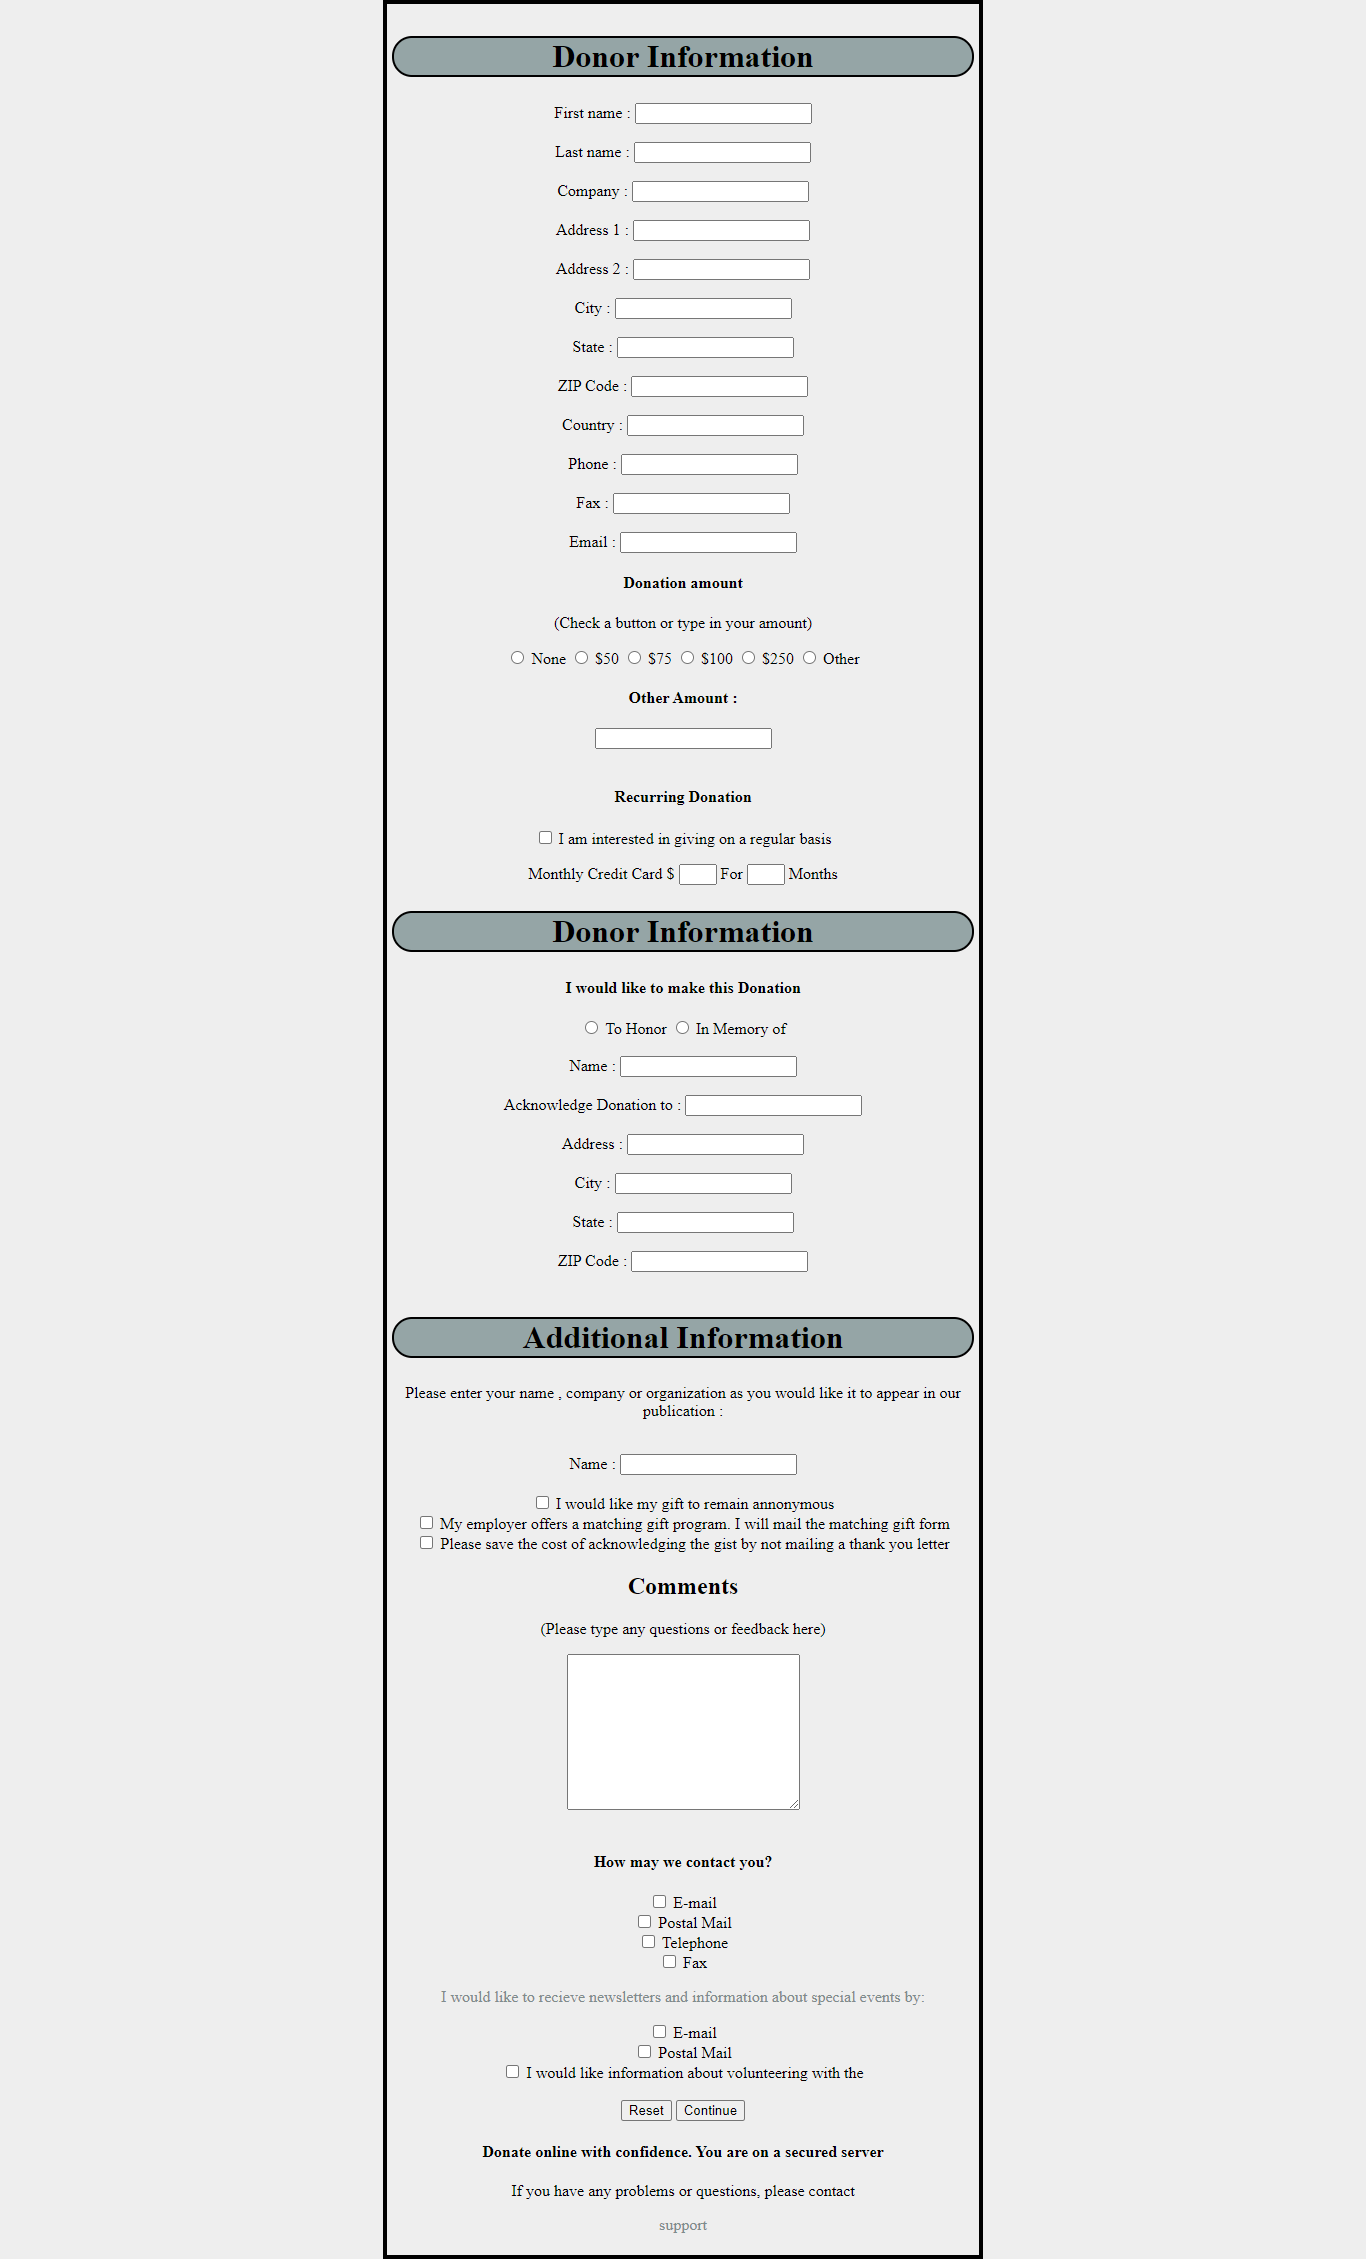 Donor Information
First name :
Last name :
Company :
Address 1 :
Address 2 :
City :
State :
ZIP Code :
Country :
Phone :
Fax :
Email :
Donation amount
(Check a button or type in your amount)
None $50 $75 $100 $250 Other
Other Amount :
Recurring Donation
I am interested in giving on a regular basis
Monthly Credit Card $ For Months
Donor Information
I would like to make this Donation
To Honor In Memory of
Name :
Acknowledge Donation to :
Address :
City :
State :
ZIP Code :
Additional Information
Please enter your name , company or organization as you would like it to appear in our
publication :
Name :
I would like my gift to remain annonymous
My employer offers a matching gift program. I will mail the matching gift form
Please save the cost of acknowledging the gist by not mailing a thank you letter
Comments
(Please type any questions or feedback here)
How may we contact you?
E-mail
Postal Mail
Telephone
Fax
I would like to recieve newsletters and information about special events by:
E-mail
Postal Mail
I would like information about volunteering with the
Reset Continue
Donate online with confidence. You are on a secured server
If you have any problems or questions, please contact
support